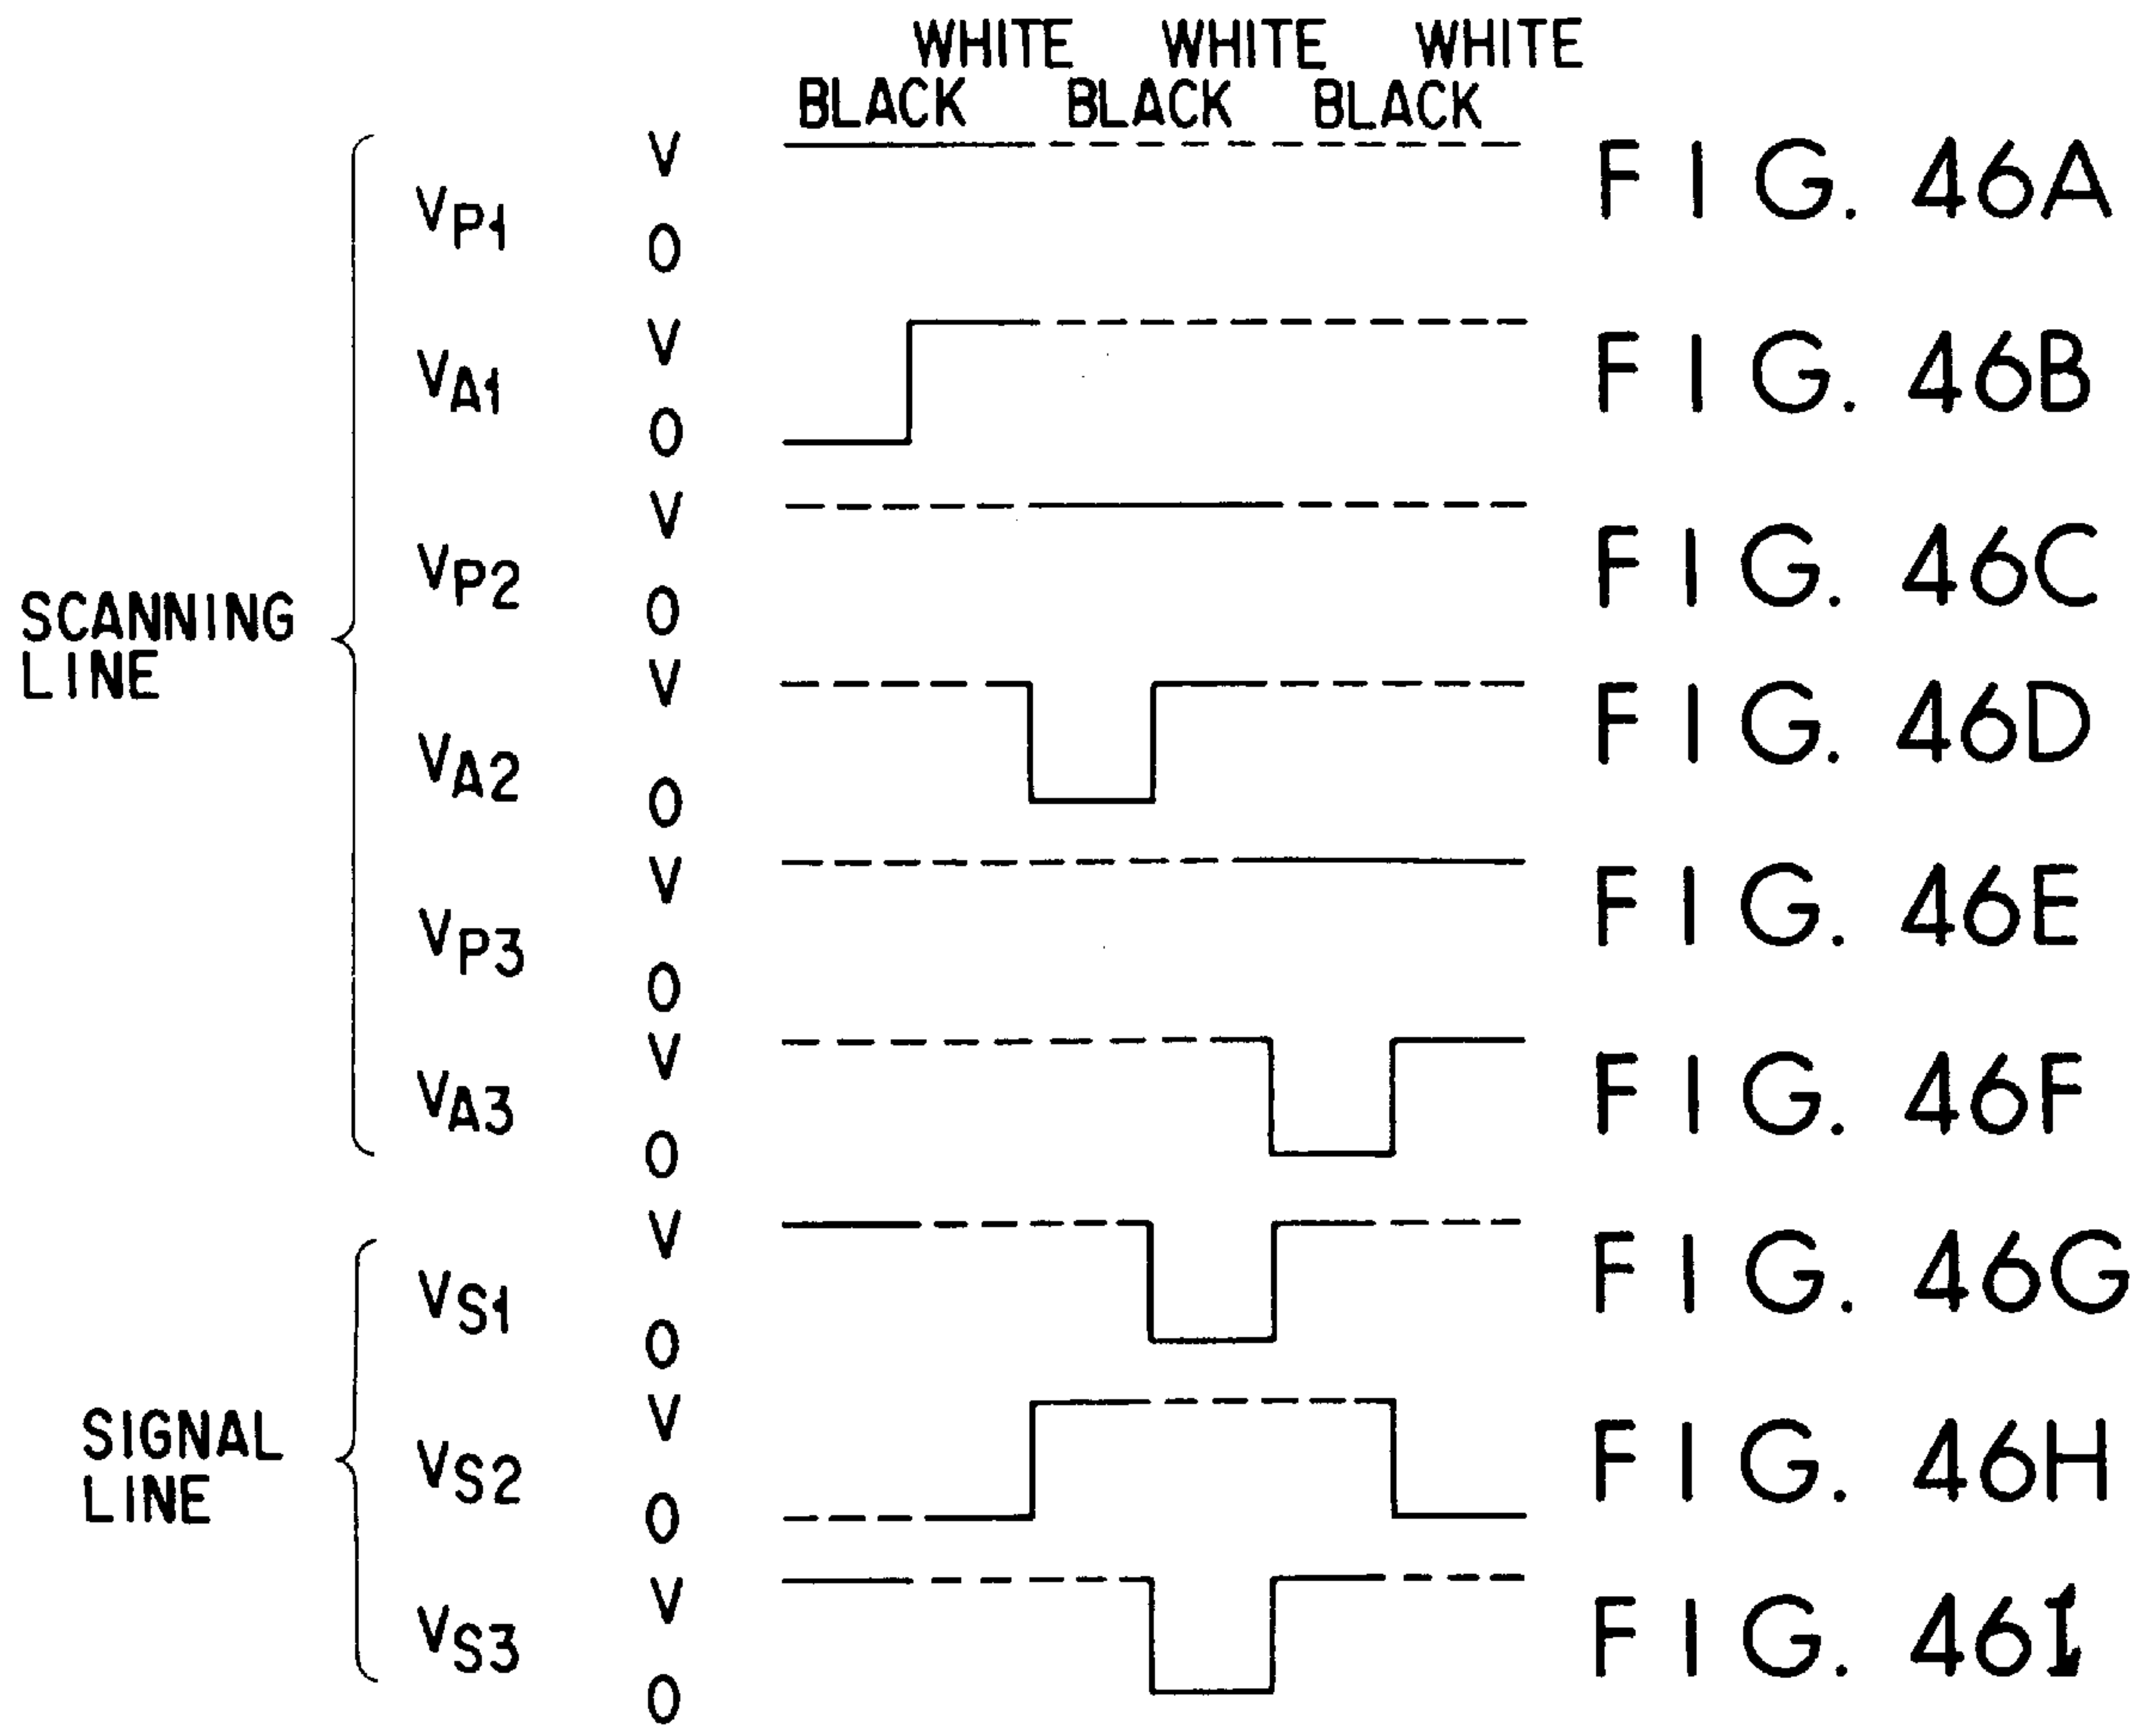 WHITE WHITE WHITE
BLACK BLACK BLACK
SCANNING
LINE
VP1 V 0 FIG. 46A
VA1 V 0 FIG. 46B
VP2 V 0 FIG. 46C
VA2 V 0 FIG. 46D
VP3 V 0 FIG. 46E
VA3 V 0 FIG. 46F
SIGNAL
LINE
VS1 V 0 FIG. 46G
VS2 V 0 FIG. 46H
VS3 V 0 FIG. 46I